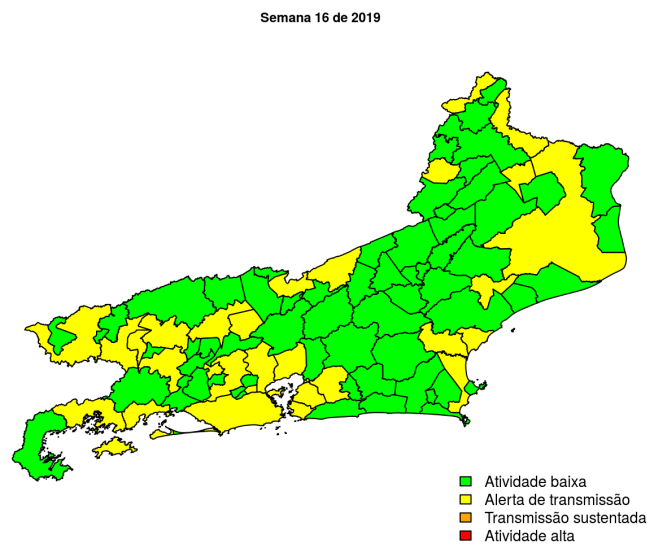 Semana 16 de 2019
Atividade baixa
Alerta de transmissão
Transmissão sustentada
Atividade alta